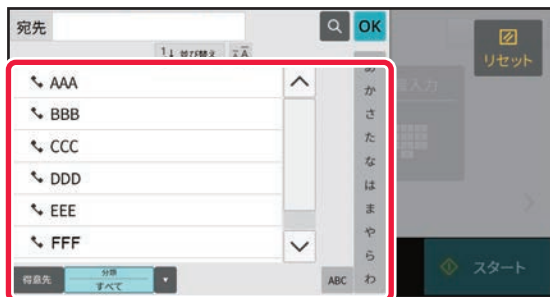 宛先
OK
リセット
1↓ 並び替え
AAA
BBB
CCC
DDD
EEE
FFF
か
さ
た
な
は
ま
や
ら
わ
得意先
分類
すべて
ABC
スタート